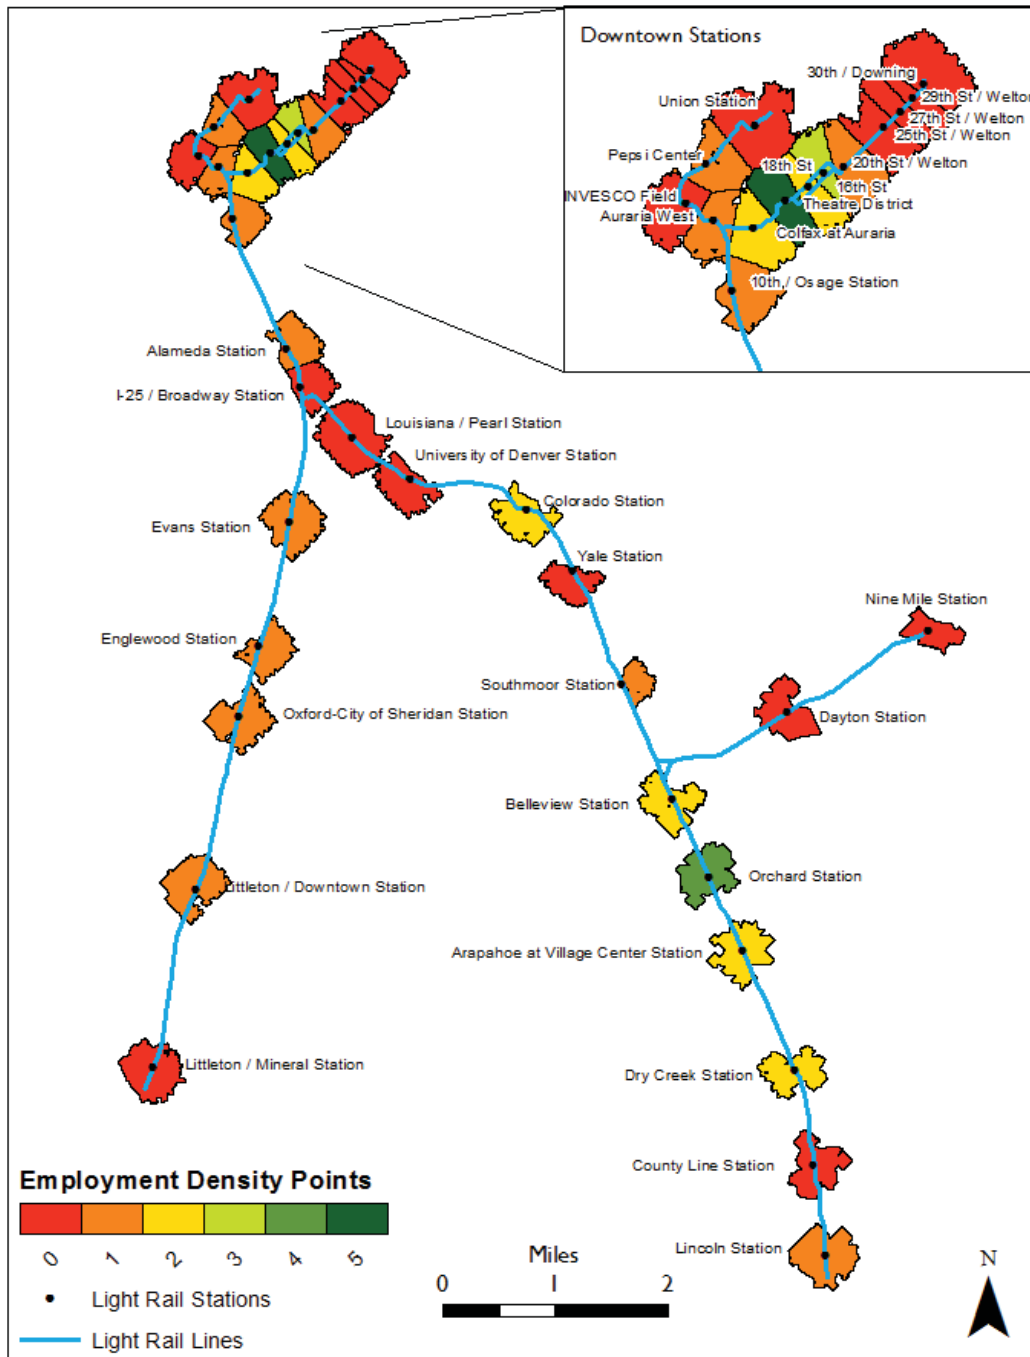 Downtown Stations
30th / Downing
Union Station
29th St / Welton
27th St / Welton
25th St / Welton
Pepsi Center
18th St
20th St / Welton
16th St
INVESCO Field
Theatre District
Auraria West
Colfax at Auraria
10th / Osage Station
Alameda Station
I-25 / Broadway Station
Louisiana / Pearl Station
University of Denver Station
Colorado Station
Evans Station
Yale Station
Nine Mile Station
Englewood Station
Southmoor Station
Oxford-City of Sheridan Station
Dayton Station
Belleview Station
Orchard Station
Littleton / Downtown Station
Arapahoe at Village Center Station
Littleton / Mineral Station
Dry Creek Station
County Line Station
Employment Density Points
0 1 2 3 4 5
Lincoln Station
Miles
0 1 2
N
Light Rail Stations
Light Rail Lines